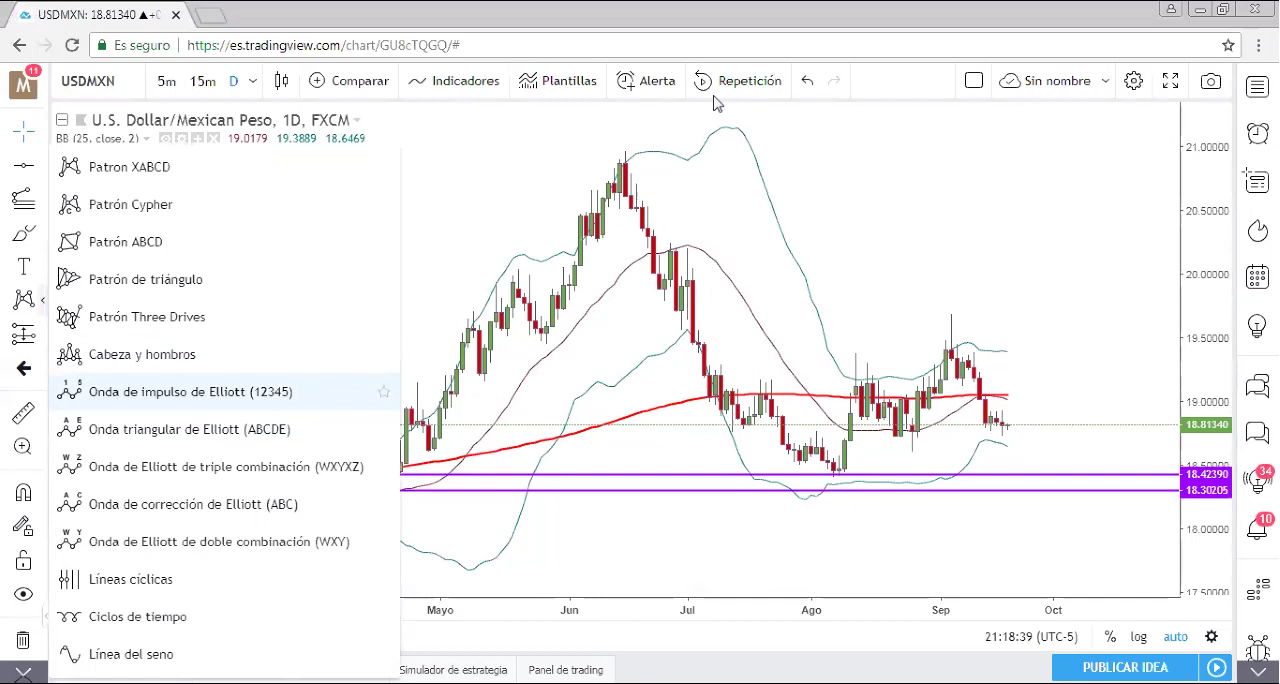 USDMXN: 18.81340 ▲+0
Es seguro | https://es.tradingview.com/chart/GU8cTQGQ/#
11
M
USDMXN 5m 15m D Comparar Indicadores Plantillas Alerta Repetición Sin nombre
U.S. Dollar/Mexican Peso, 1D, FXCM
BB (25, close, 2) 19.0179 19.3889 18.6469
Patron XABCD
Patrón Cypher
Patrón ABCD
Patrón de triángulo
Patrón Three Drives
Cabeza y hombros
Onda de impulso de Elliott (12345)
Onda triangular de Elliott (ABCDE)
Onda de Elliott de triple combinación (WXYXZ)
Onda de corrección de Elliott (ABC)
Onda de Elliott de doble combinación (WXY)
Líneas cíclicas
Ciclos de tiempo
Línea del seno
21.00000
20.50000
20.00000
19.50000
19.00000
18.81340
18.50000
18.42390
18.30205
18.00000
17.50000
34
10
Mayo Jun Jul Ago Sep Oct
21:18:39 (UTC-5) % log auto
Simulador de estrategia Panel de trading PUBLICAR IDEA